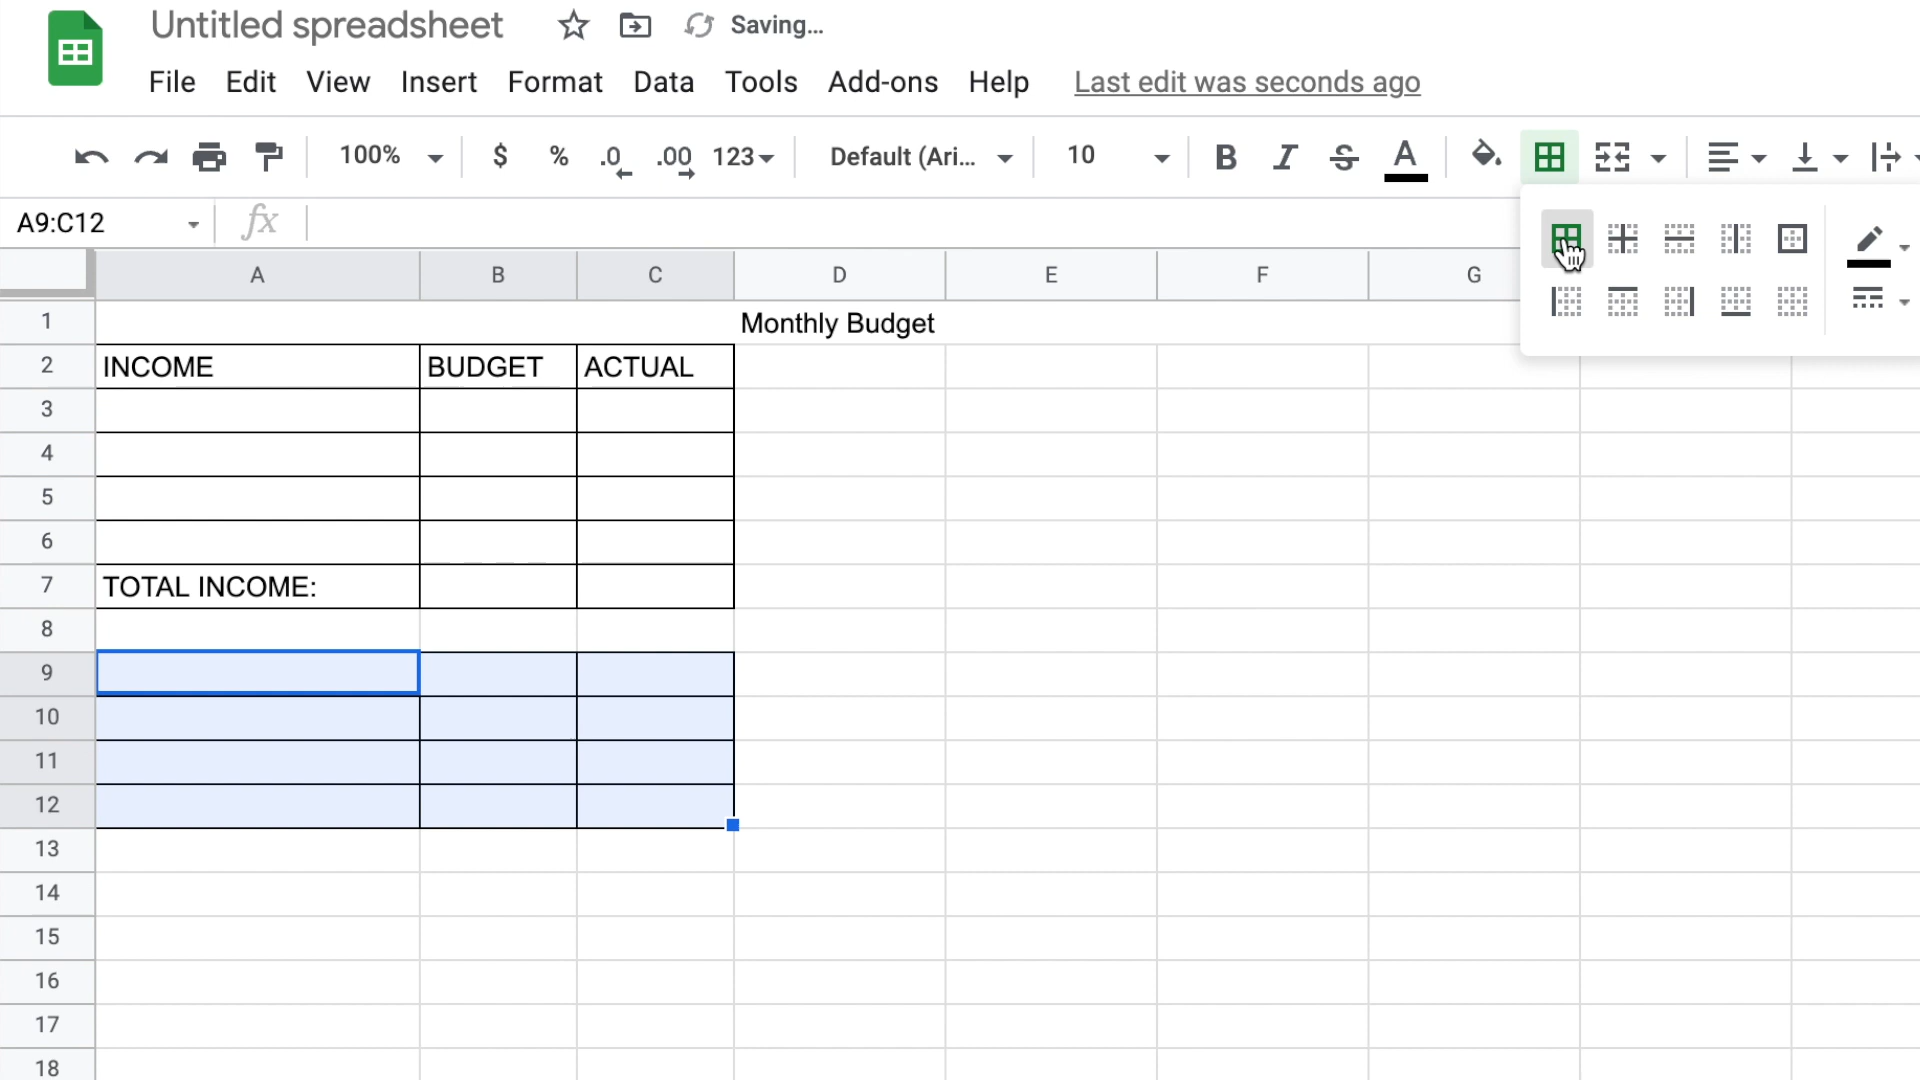 Untitled spreadsheet Saving...
File Edit View Insert Format Data Tools Add-ons Help Last edit was seconds ago
100% $ % .0 .00 123 Default (Ari... 10 B I S A
A9:C12 fx
A B C D E F G
1 Monthly Budget
2 INCOME BUDGET ACTUAL
3
4
5
6
7 TOTAL INCOME:
8
9
10
11
12
13
14
15
16
17
18